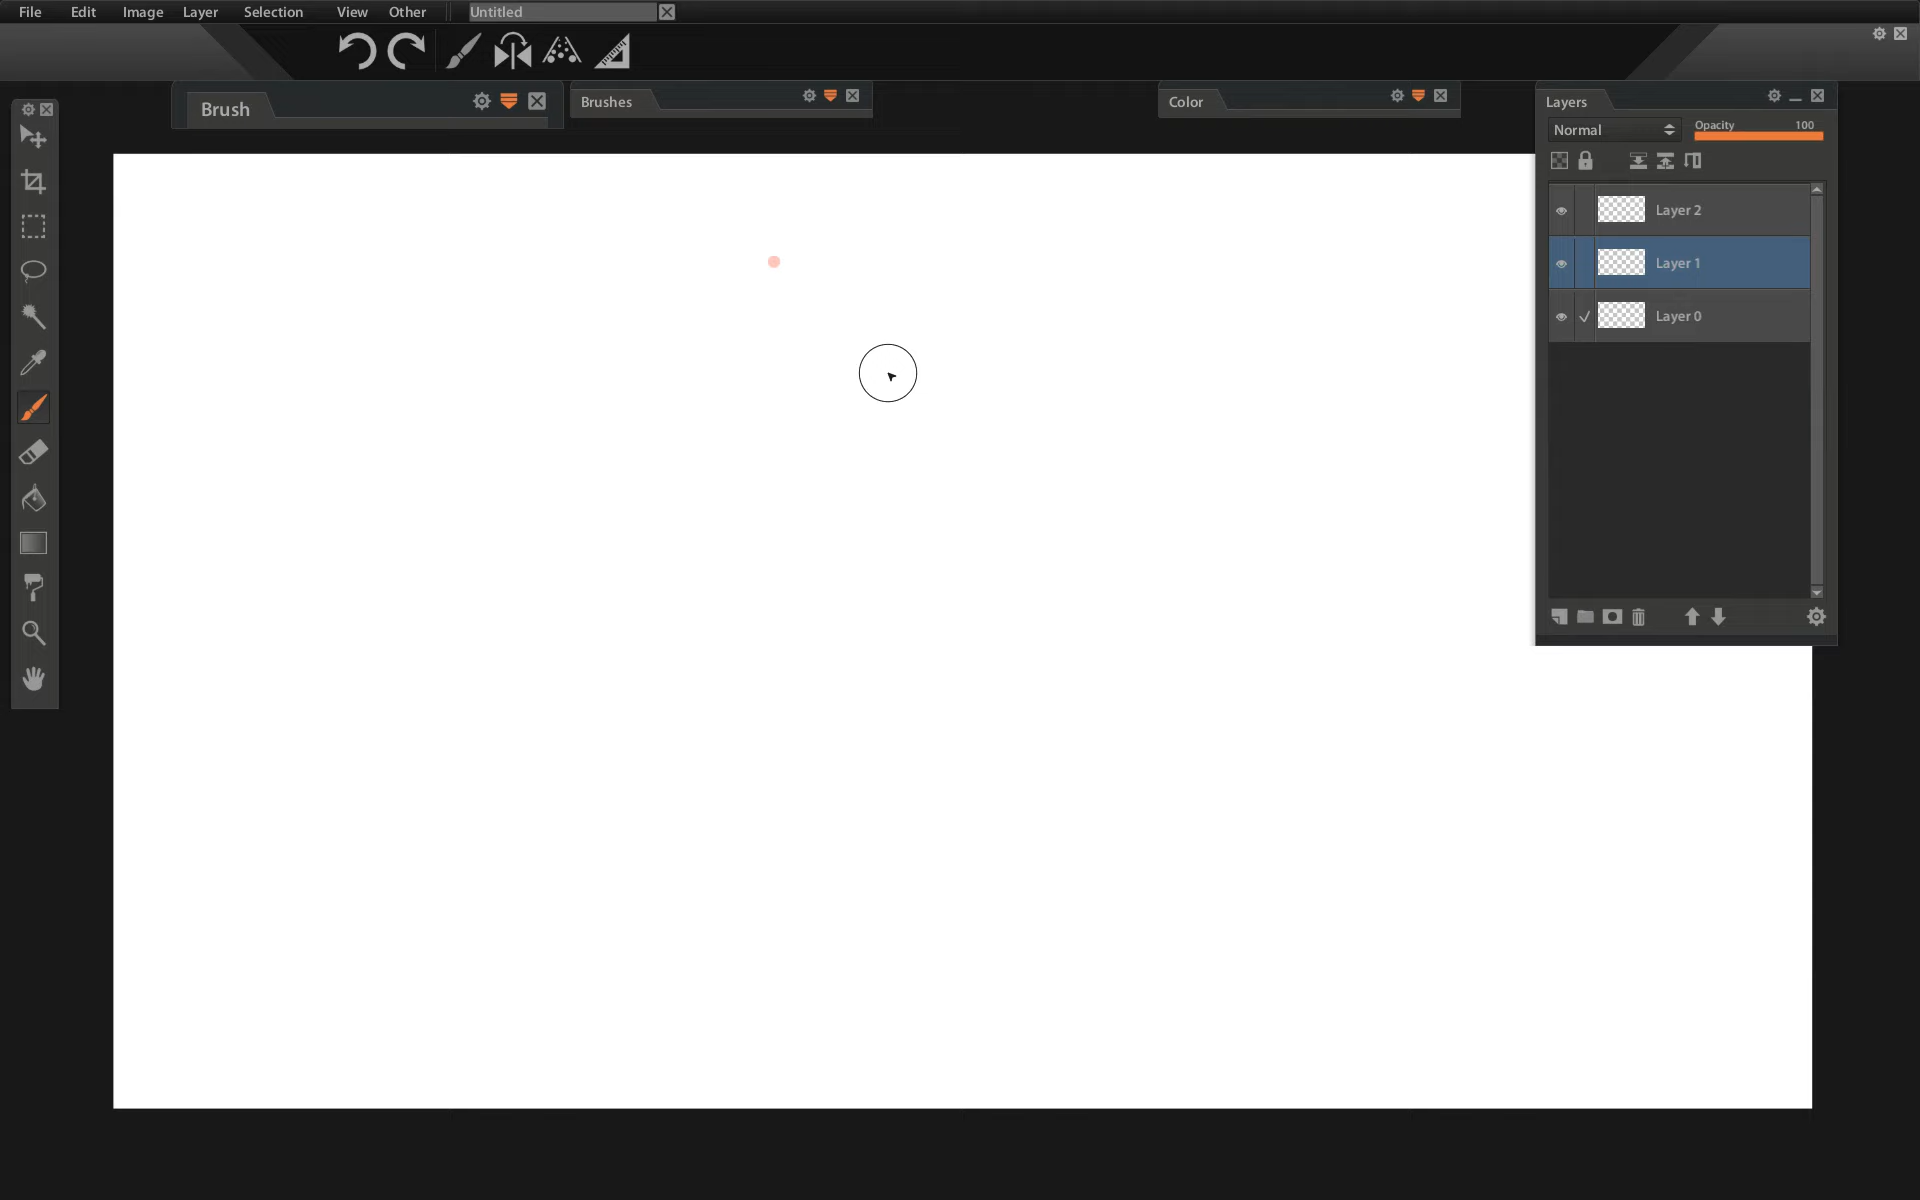 File Edit Image Layer Selection View Other Untitled
Brush
Brushes
Color
Layers
Normal
Opacity 100
Layer 2
Layer 1
Layer 0